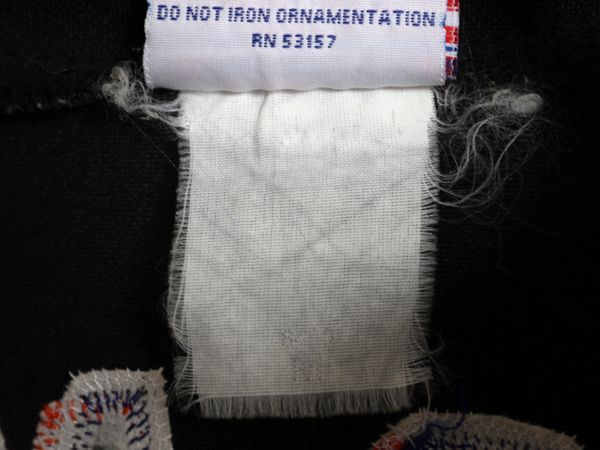 DO NOT IRON ORNAMENTATION
RN 53157